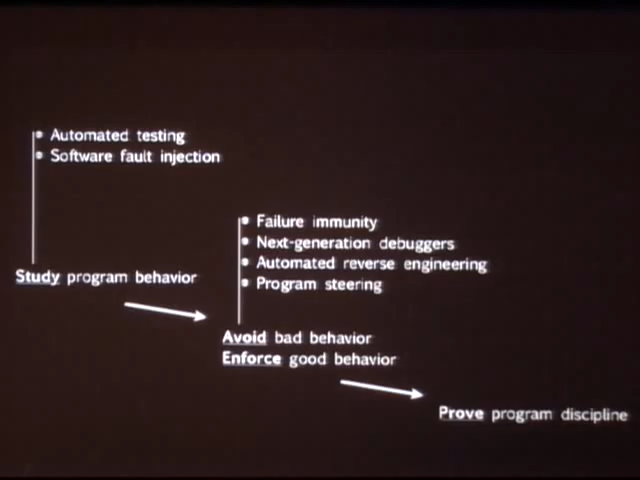 Automated testing
Software fault injection
Failure immunity
Next-generation debuggers
Automated reverse engineering
Study program behavior
Program steering
Avoid bad behavior
Enforce good behavior
Prove program discipline